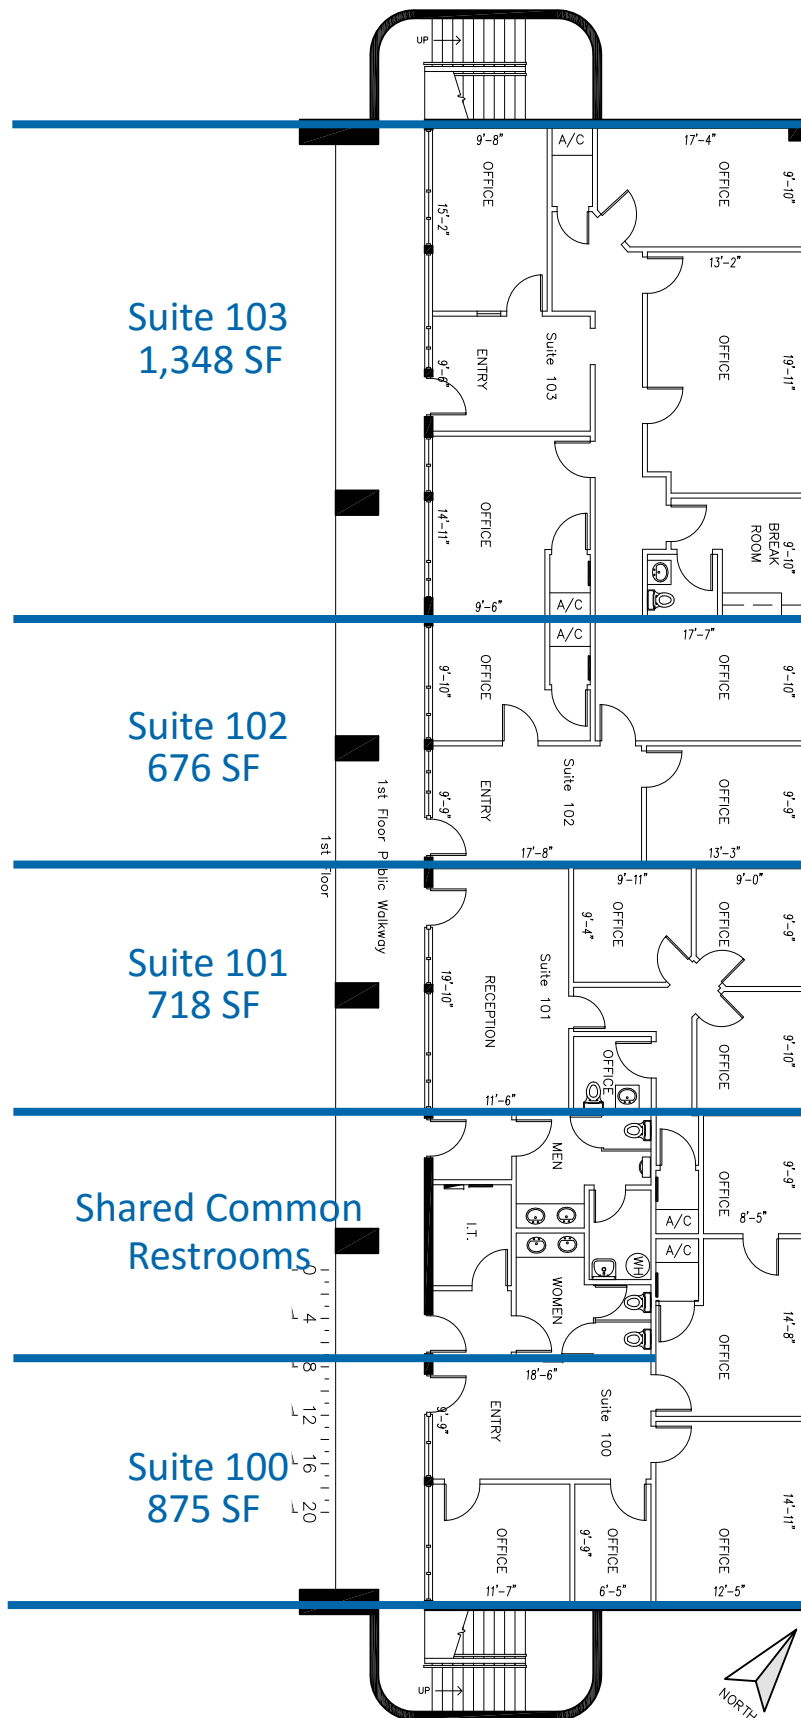 UP
9'-8"
A/C
17'-4"
OFFICE
OFFICE
9'-10"
15'-2"
13'-2"
Suite 103
1,348 SF
Suite 103
ENTRY
9'-6"
OFFICE
19'-11"
OFFICE
14'-11"
BREAK
ROOM
9'-10"
9'-6"
A/C
A/C
17'-7"
OFFICE
9'-10"
OFFICE
9'-10"
Suite 102
676 SF
Suite 102
ENTRY
9'-9"
OFFICE
9'-9"
1st Floor Public Walkway
1st Floor
17'-8"
13'-3"
9'-11"
9'-0"
9'-4"
OFFICE
OFFICE
9'-9"
Suite 101
718 SF
Suite 101
RECEPTION
19'-10"
OFFICE
OFFICE
9'-10"
11'-6"
MEN
OFFICE
9'-9"
Shared Common
Restrooms
I.T.
8'-5"
A/C
A/C
WH
WOMEN
OFFICE
14'-8"
0
4
8
12
16
20
18'-6"
Suite 100
ENTRY
9'-9"
Suite 100
875 SF
OFFICE
OFFICE
9'-9"
OFFICE
14'-11"
11'-7"
6'-5"
12'-5"
UP
NORTH